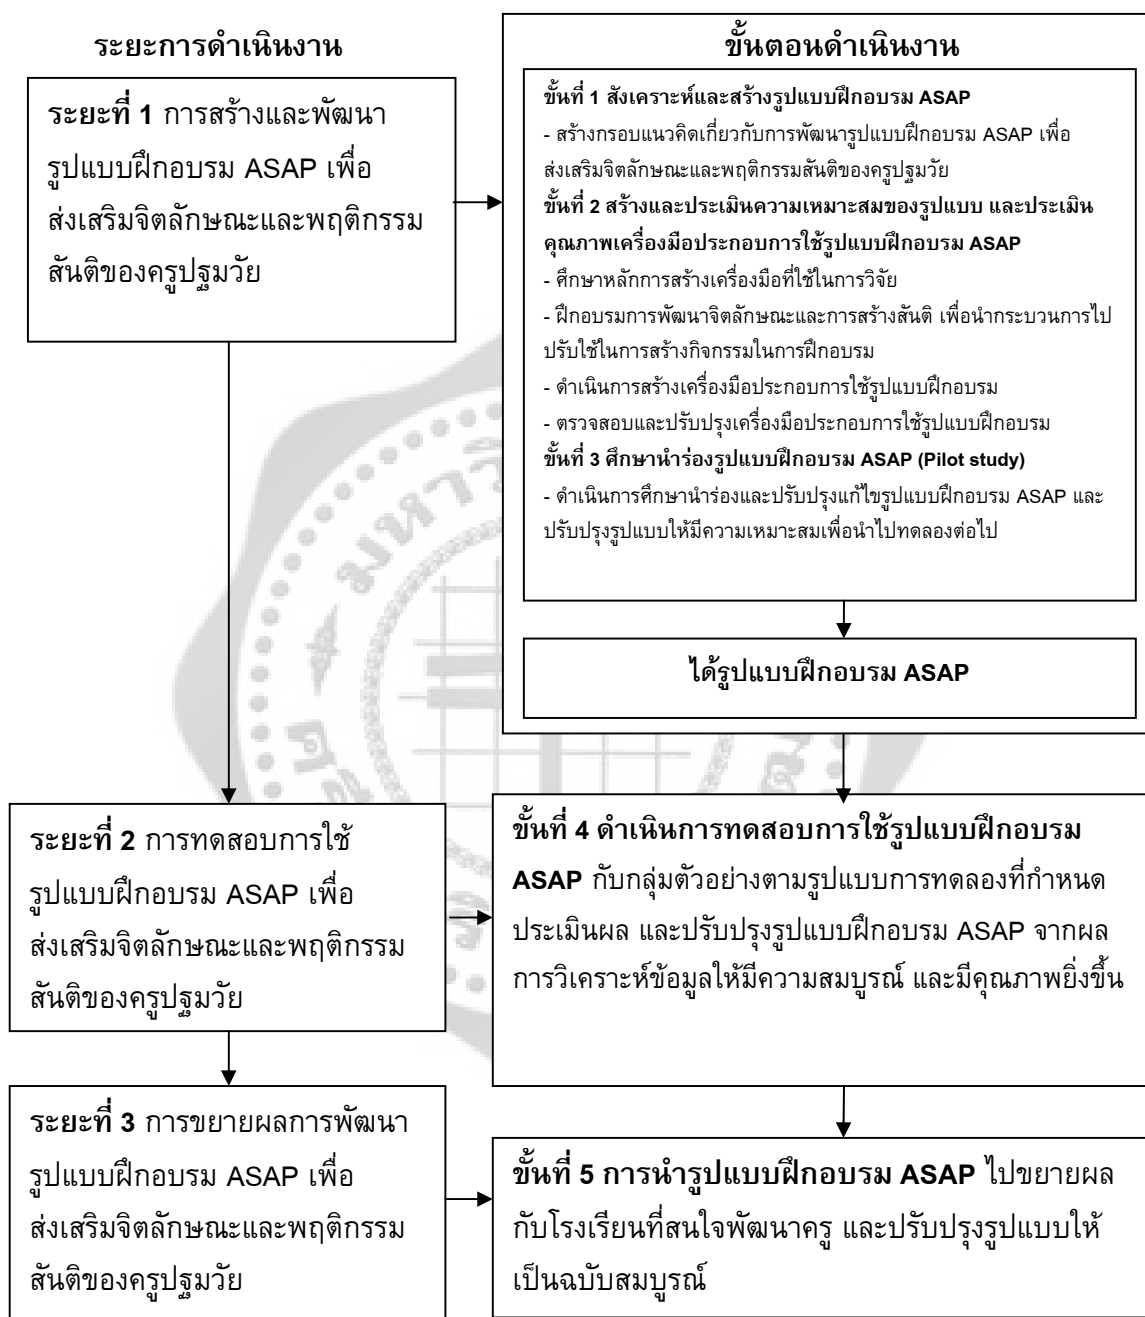 ระยะการดำเนินงาน
ระยะที่ 1 การสร้างและพัฒนา
รูปแบบฝึกอบรม ASAP เพื่อ
ส่งเสริมจิตลักษณะและพฤติกรรม
สันติของครูปฐมวัย
ขั้นตอนดำเนินงาน
ขั้นที่ 1 สังเคราะห์และสร้างรูปแบบฝึกอบรม ASAP
- สร้างกรอบแนวคิดเกี่ยวกับการพัฒนารูปแบบฝึกอบรม ASAP เพื่อ
ส่งเสริมจิตลักษณะและพฤติกรรมสันติของครูปฐมวัย
ขั้นที่ 2 สร้างและประเมินความเหมาะสมของรูปแบบ และประเมิน
คุณภาพเครื่องมือประกอบการใช้รูปแบบฝึกอบรม ASAP
- ศึกษาหลักการสร้างเครื่องมือที่ใช้ในการวิจัย
- ฝึกอบรมการพัฒนาจิตลักษณะและการสร้างสันติ เพื่อนำกระบวนการไป
ปรับใช้ในการสร้างกิจกรรมในการฝึกอบรม
- ดำเนินการสร้างเครื่องมือประกอบการใช้รูปแบบฝึกอบรม
- ตรวจสอบและปรับปรุงเครื่องมือประกอบการใช้รูปแบบฝึกอบรม
ขั้นที่ 3 ศึกษานำร่องรูปแบบฝึกอบรม ASAP (Pilot study)
- ดำเนินการศึกษานำร่องและปรับปรุงแก้ไขรูปแบบฝึกอบรม ASAP และ
ปรับปรุงรูปแบบให้มีความเหมาะสมเพื่อนำไปทดลองต่อไป
ได้รูปแบบฝึกอบรม ASAP
ระยะที่ 2 การทดสอบการใช้
รูปแบบฝึกอบรม ASAP เพื่อ
ส่งเสริมจิตลักษณะและพฤติกรรม
สันติของครูปฐมวัย
ขั้นที่ 4 ดำเนินการทดสอบการใช้รูปแบบฝึกอบรม
ASAP กับกลุ่มตัวอย่างตามรูปแบบการทดลองที่กำหนด
ประเมินผล และปรับปรุงรูปแบบฝึกอบรม ASAP จากผล
การวิเคราะห์ข้อมูลให้มีความสมบูรณ์ และมีคุณภาพยิ่งขึ้น
ระยะที่ 3 การขยายผลการพัฒนา
รูปแบบฝึกอบรม ASAP เพื่อ
ส่งเสริมจิตลักษณะและพฤติกรรม
สันติของครูปฐมวัย
ขั้นที่ 5 การนำรูปแบบฝึกอบรม ASAP ไปขยายผล
กับโรงเรียนที่สนใจพัฒนาครู และปรับปรุงรูปแบบให้
เป็นฉบับสมบูรณ์